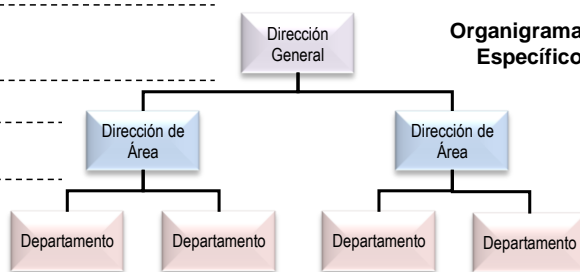 Organigrama
Específico
Dirección
General
Dirección de
Área
Dirección de
Área
Departamento
Departamento
Departamento
Departamento